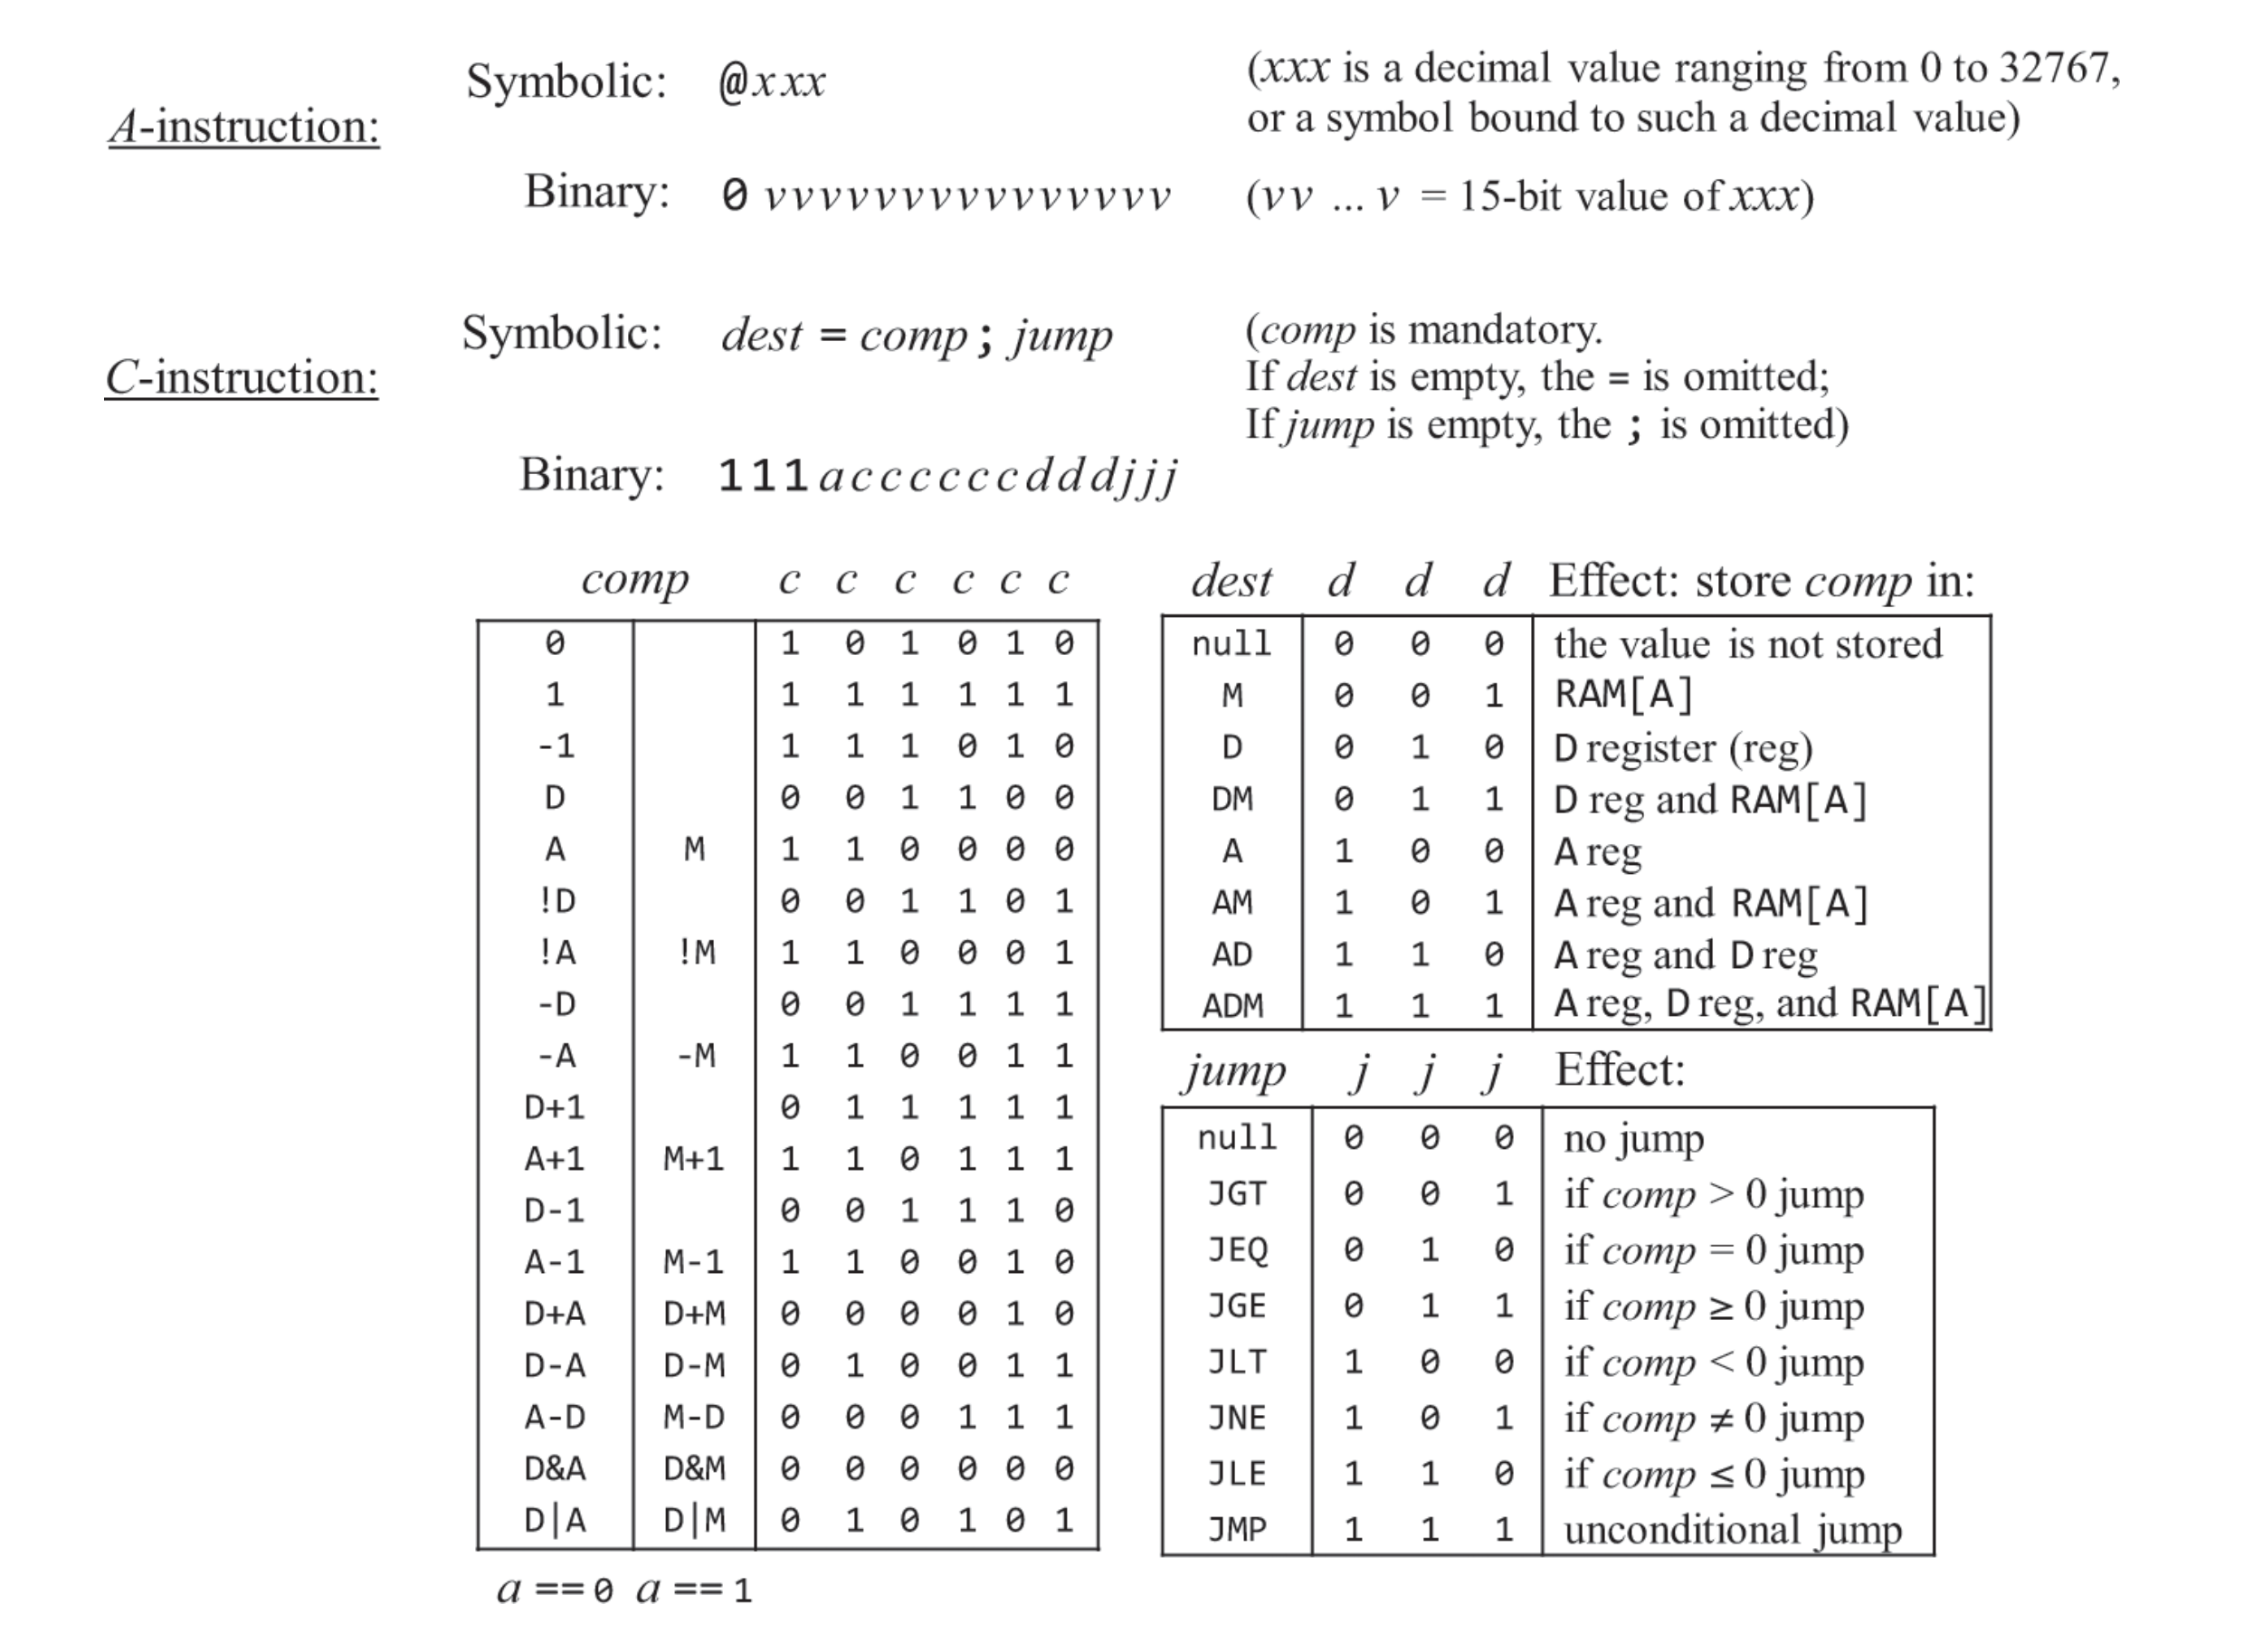 Symbolic: @xxx (xxx is a decimal value ranging from 0 to 32767,
A-instruction: or a symbol bound to such a decimal value)
Binary: 0 vvvvvvvvvvvvvvv (vv ... v = 15-bit value of xxx)
Symbolic: dest = comp ; jump (comp is mandatory.
C-instruction: If dest is empty, the = is omitted;
If jump is empty, the ; is omitted)
Binary: 111accccccdddjjj
comp c c c c c c
0 1 0 1 0 1 0
1 1 1 1 1 1 1
-1 1 1 1 0 1 0
D 0 0 1 1 0 0
A M 1 1 0 0 0 0
!D 0 0 1 1 0 1
!A !M 1 1 0 0 0 1
-D 0 0 1 1 1 1
-A -M 1 1 0 0 1 1
D+1 0 1 1 1 1 1
A+1 M+1 1 1 0 1 1 1
D-1 0 0 1 1 1 0
A-1 M-1 1 1 0 0 1 0
D+A D+M 0 0 0 0 1 0
D-A D-M 0 1 0 0 1 1
A-D M-D 0 0 0 1 1 1
D&A D&M 0 0 0 0 0 0
D|A D|M 0 1 0 1 0 1
a == 0 a == 1
dest d d d Effect: store comp in:
null 0 0 0 the value is not stored
M 0 0 1 RAM[A]
D 0 1 0 D register (reg)
DM 0 1 1 D reg and RAM[A]
A 1 0 0 A reg
AM 1 0 1 A reg and RAM[A]
AD 1 1 0 A reg and D reg
ADM 1 1 1 A reg, D reg, and RAM[A]
jump j j j Effect:
null 0 0 0 no jump
JGT 0 0 1 if comp > 0 jump
JEQ 0 1 0 if comp = 0 jump
JGE 0 1 1 if comp ≥ 0 jump
JLT 1 0 0 if comp < 0 jump
JNE 1 0 1 if comp ≠ 0 jump
JLE 1 1 0 if comp ≤ 0 jump
JMP 1 1 1 unconditional jump